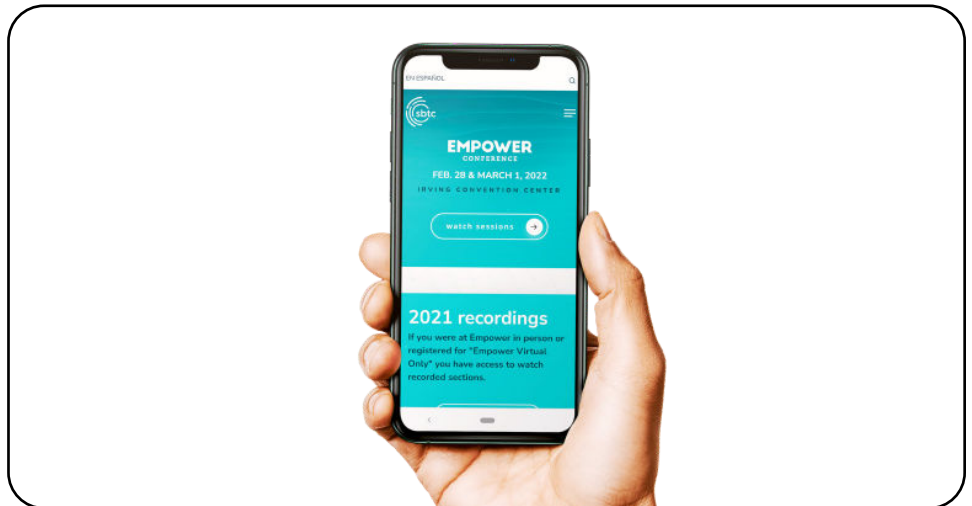 EN ESPAÑOL
sbtc
EMPOWER
CONFERENCE
FEB. 28 & MARCH 1, 2022
IRVING CONVENTION CENTER
watch sessions
2021 recordings
If you were at Empower in person or
registered for "Empower Virtual
Only" you have access to watch
recorded sections.